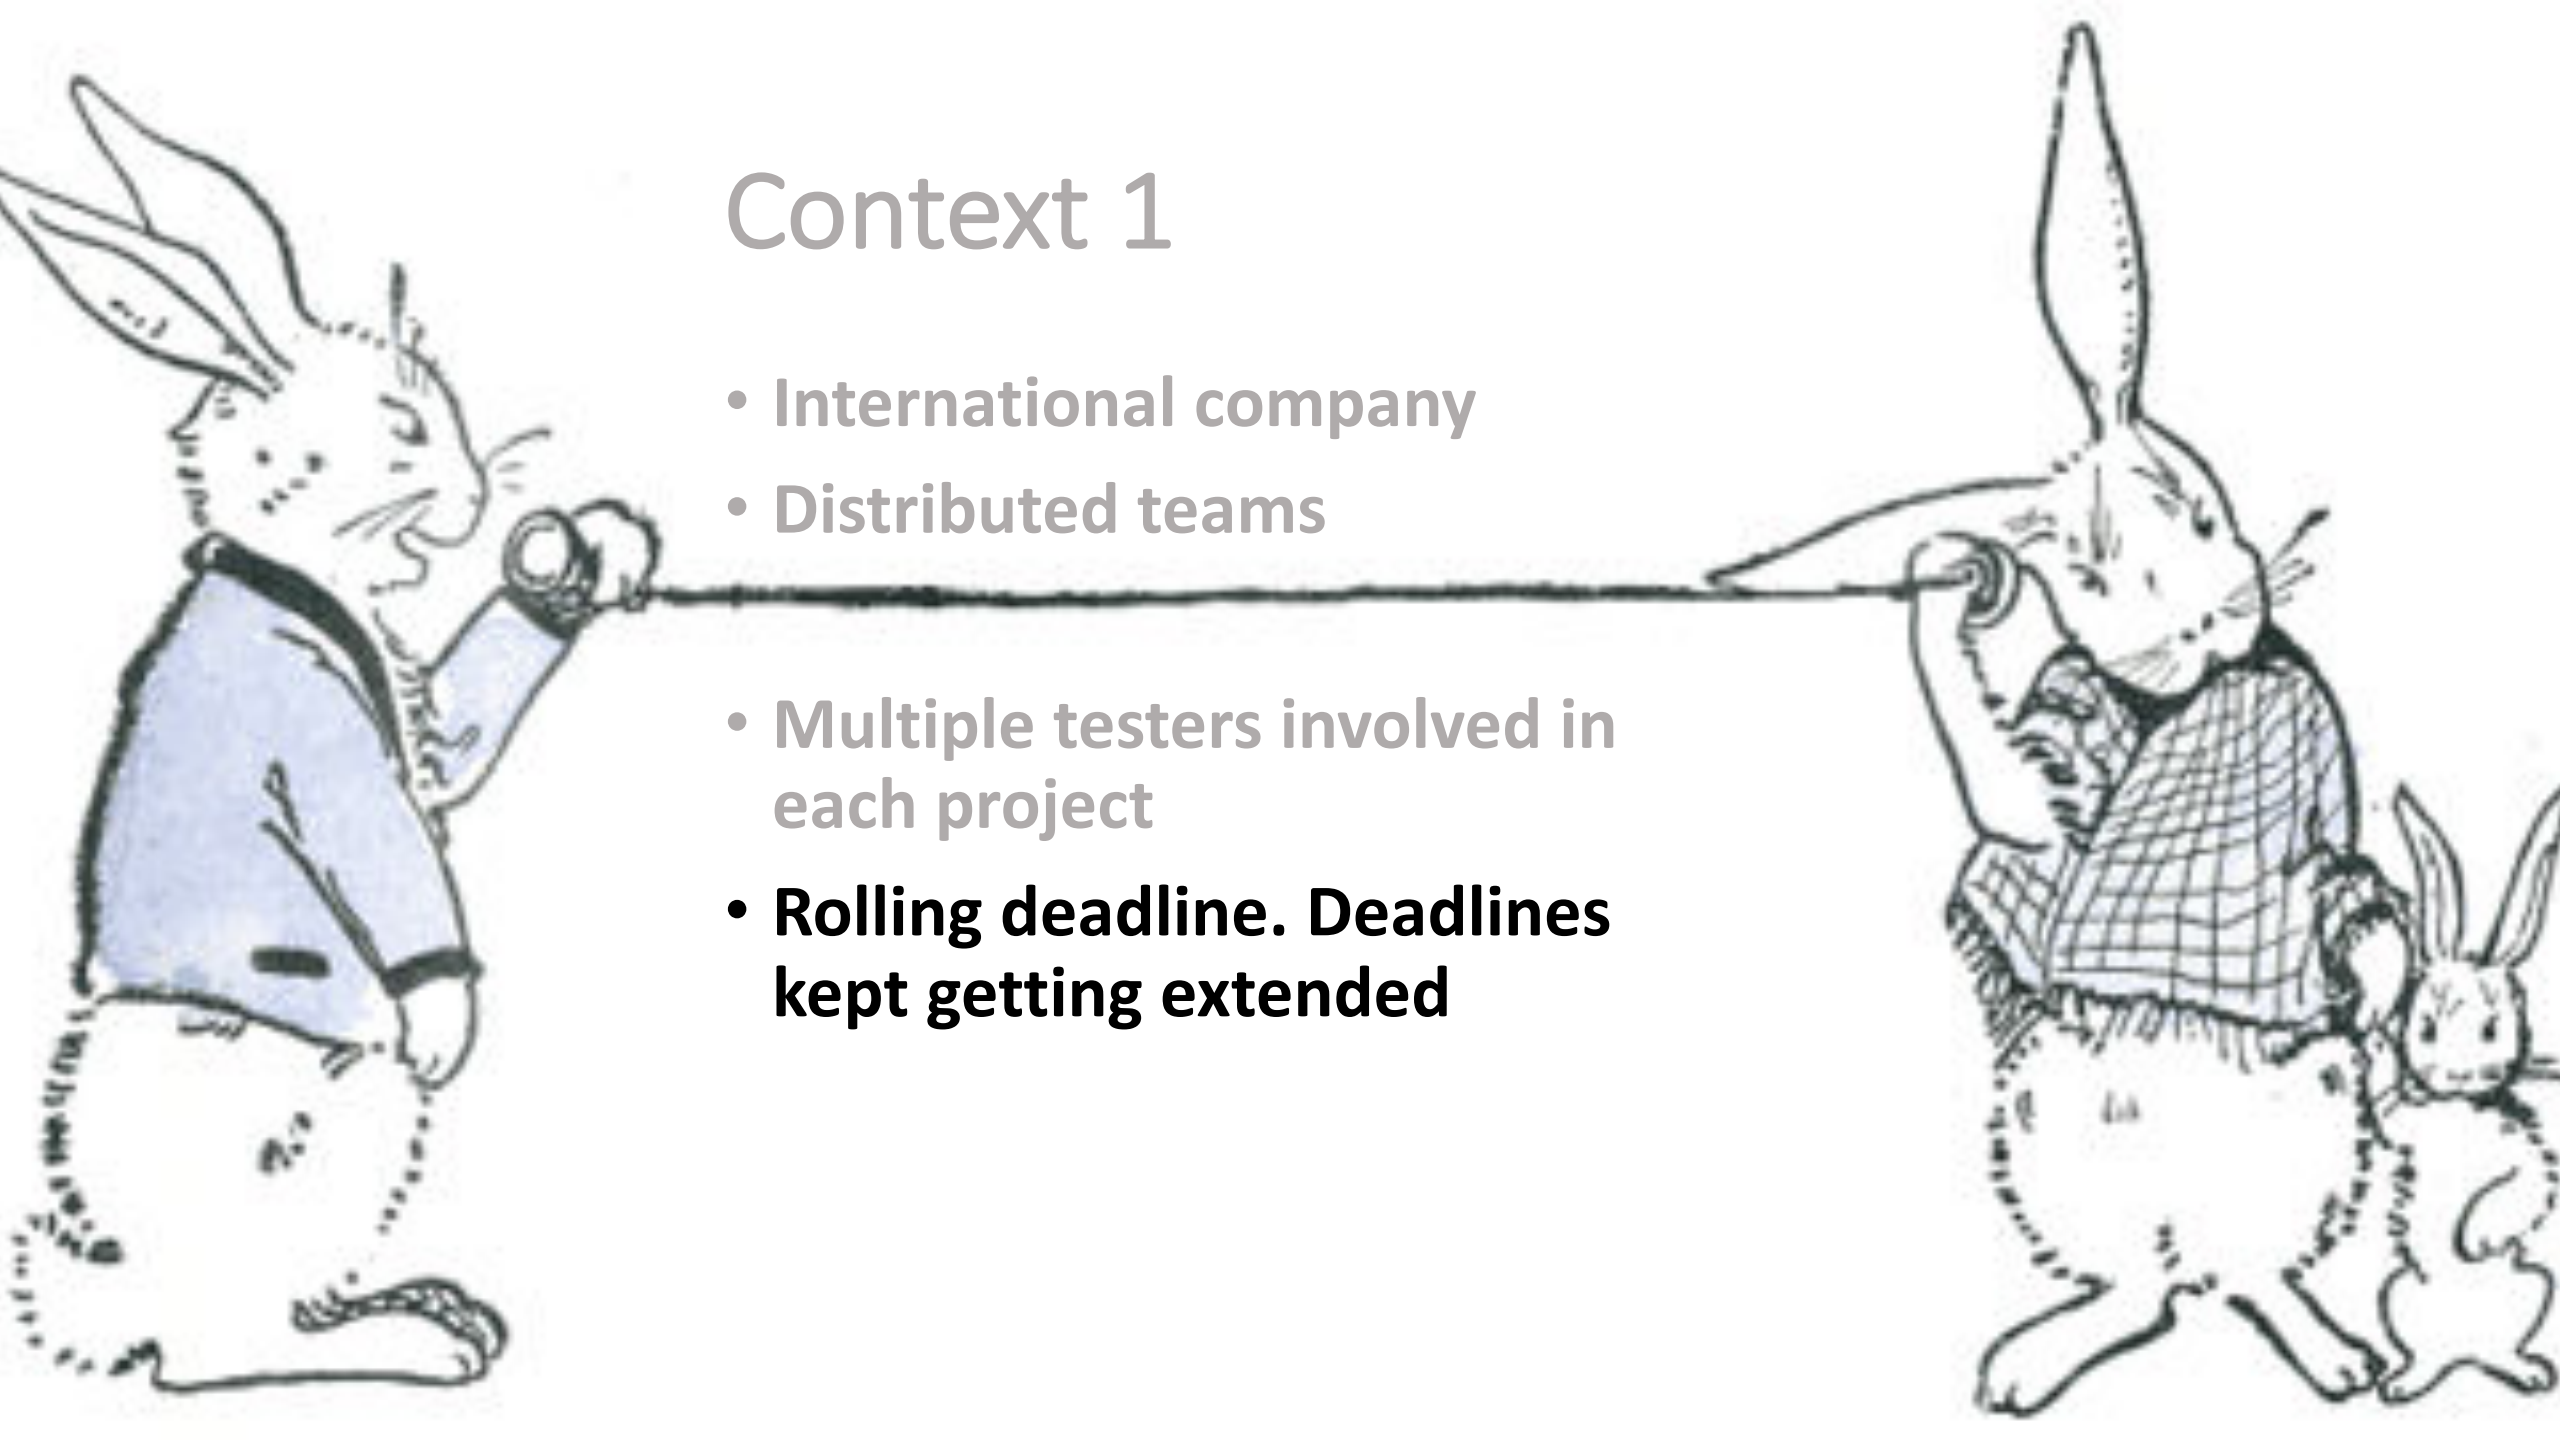 Context 1
• International company
• Distributed teams
• Multiple testers involved in
each project
• Rolling deadline. Deadlines
kept getting extended